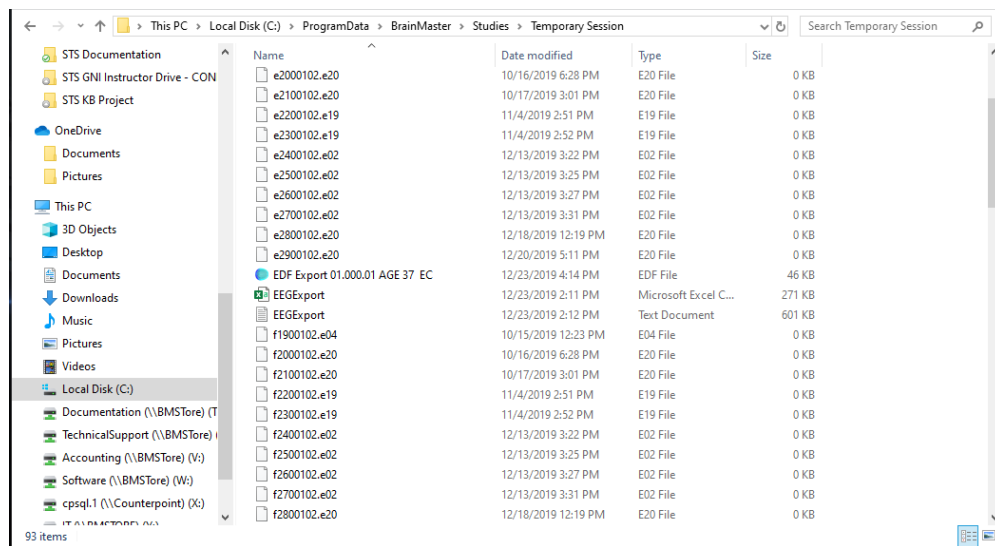 This PC > Local Disk (C:) > ProgramData > BrainMaster > Studies > Temporary Session
Search Temporary Session
STS Documentation
STS GNI Instructor Drive - CON
STS KB Project
OneDrive
Documents
Pictures
This PC
3D Objects
Desktop
Documents
Downloads
Music
Pictures
Videos
Local Disk (C:)
Documentation (\\BMSTore) (T
TechnicalSupport (\\BMSTore) (
Accounting (\\BMSTore) (V:)
Software (\\BMSTore) (W:)
cpsql.1 (\\Counterpoint) (X:)
Name Date modified Type Size
e2000102.e20 10/16/2019 6:28 PM E20 File 0 KB
e2100102.e20 10/17/2019 3:01 PM E20 File 0 KB
e2200102.e19 11/4/2019 2:51 PM E19 File 0 KB
e2300102.e19 11/4/2019 2:52 PM E19 File 0 KB
e2400102.e02 12/13/2019 3:22 PM E02 File 0 KB
e2500102.e02 12/13/2019 3:25 PM E02 File 0 KB
e2600102.e02 12/13/2019 3:27 PM E02 File 0 KB
e2700102.e02 12/13/2019 3:31 PM E02 File 0 KB
e2800102.e20 12/18/2019 12:19 PM E20 File 0 KB
e2900102.e20 12/20/2019 5:11 PM E20 File 0 KB
EDF Export 01.000.01 AGE 37 EC 12/23/2019 4:14 PM EDF File 46 KB
EEGExport 12/23/2019 2:11 PM Microsoft Excel C... 271 KB
EEGExport 12/23/2019 2:12 PM Text Document 601 KB
f1900102.e04 10/15/2019 12:23 PM E04 File 0 KB
f2000102.e20 10/16/2019 6:28 PM E20 File 0 KB
f2100102.e20 10/17/2019 3:01 PM E20 File 0 KB
f2200102.e19 11/4/2019 2:51 PM E19 File 0 KB
f2300102.e19 11/4/2019 2:52 PM E19 File 0 KB
f2400102.e02 12/13/2019 3:22 PM E02 File 0 KB
f2500102.e02 12/13/2019 3:25 PM E02 File 0 KB
f2600102.e02 12/13/2019 3:27 PM E02 File 0 KB
f2700102.e02 12/13/2019 3:31 PM E02 File 0 KB
f2800102.e20 12/18/2019 12:19 PM E20 File 0 KB
93 items